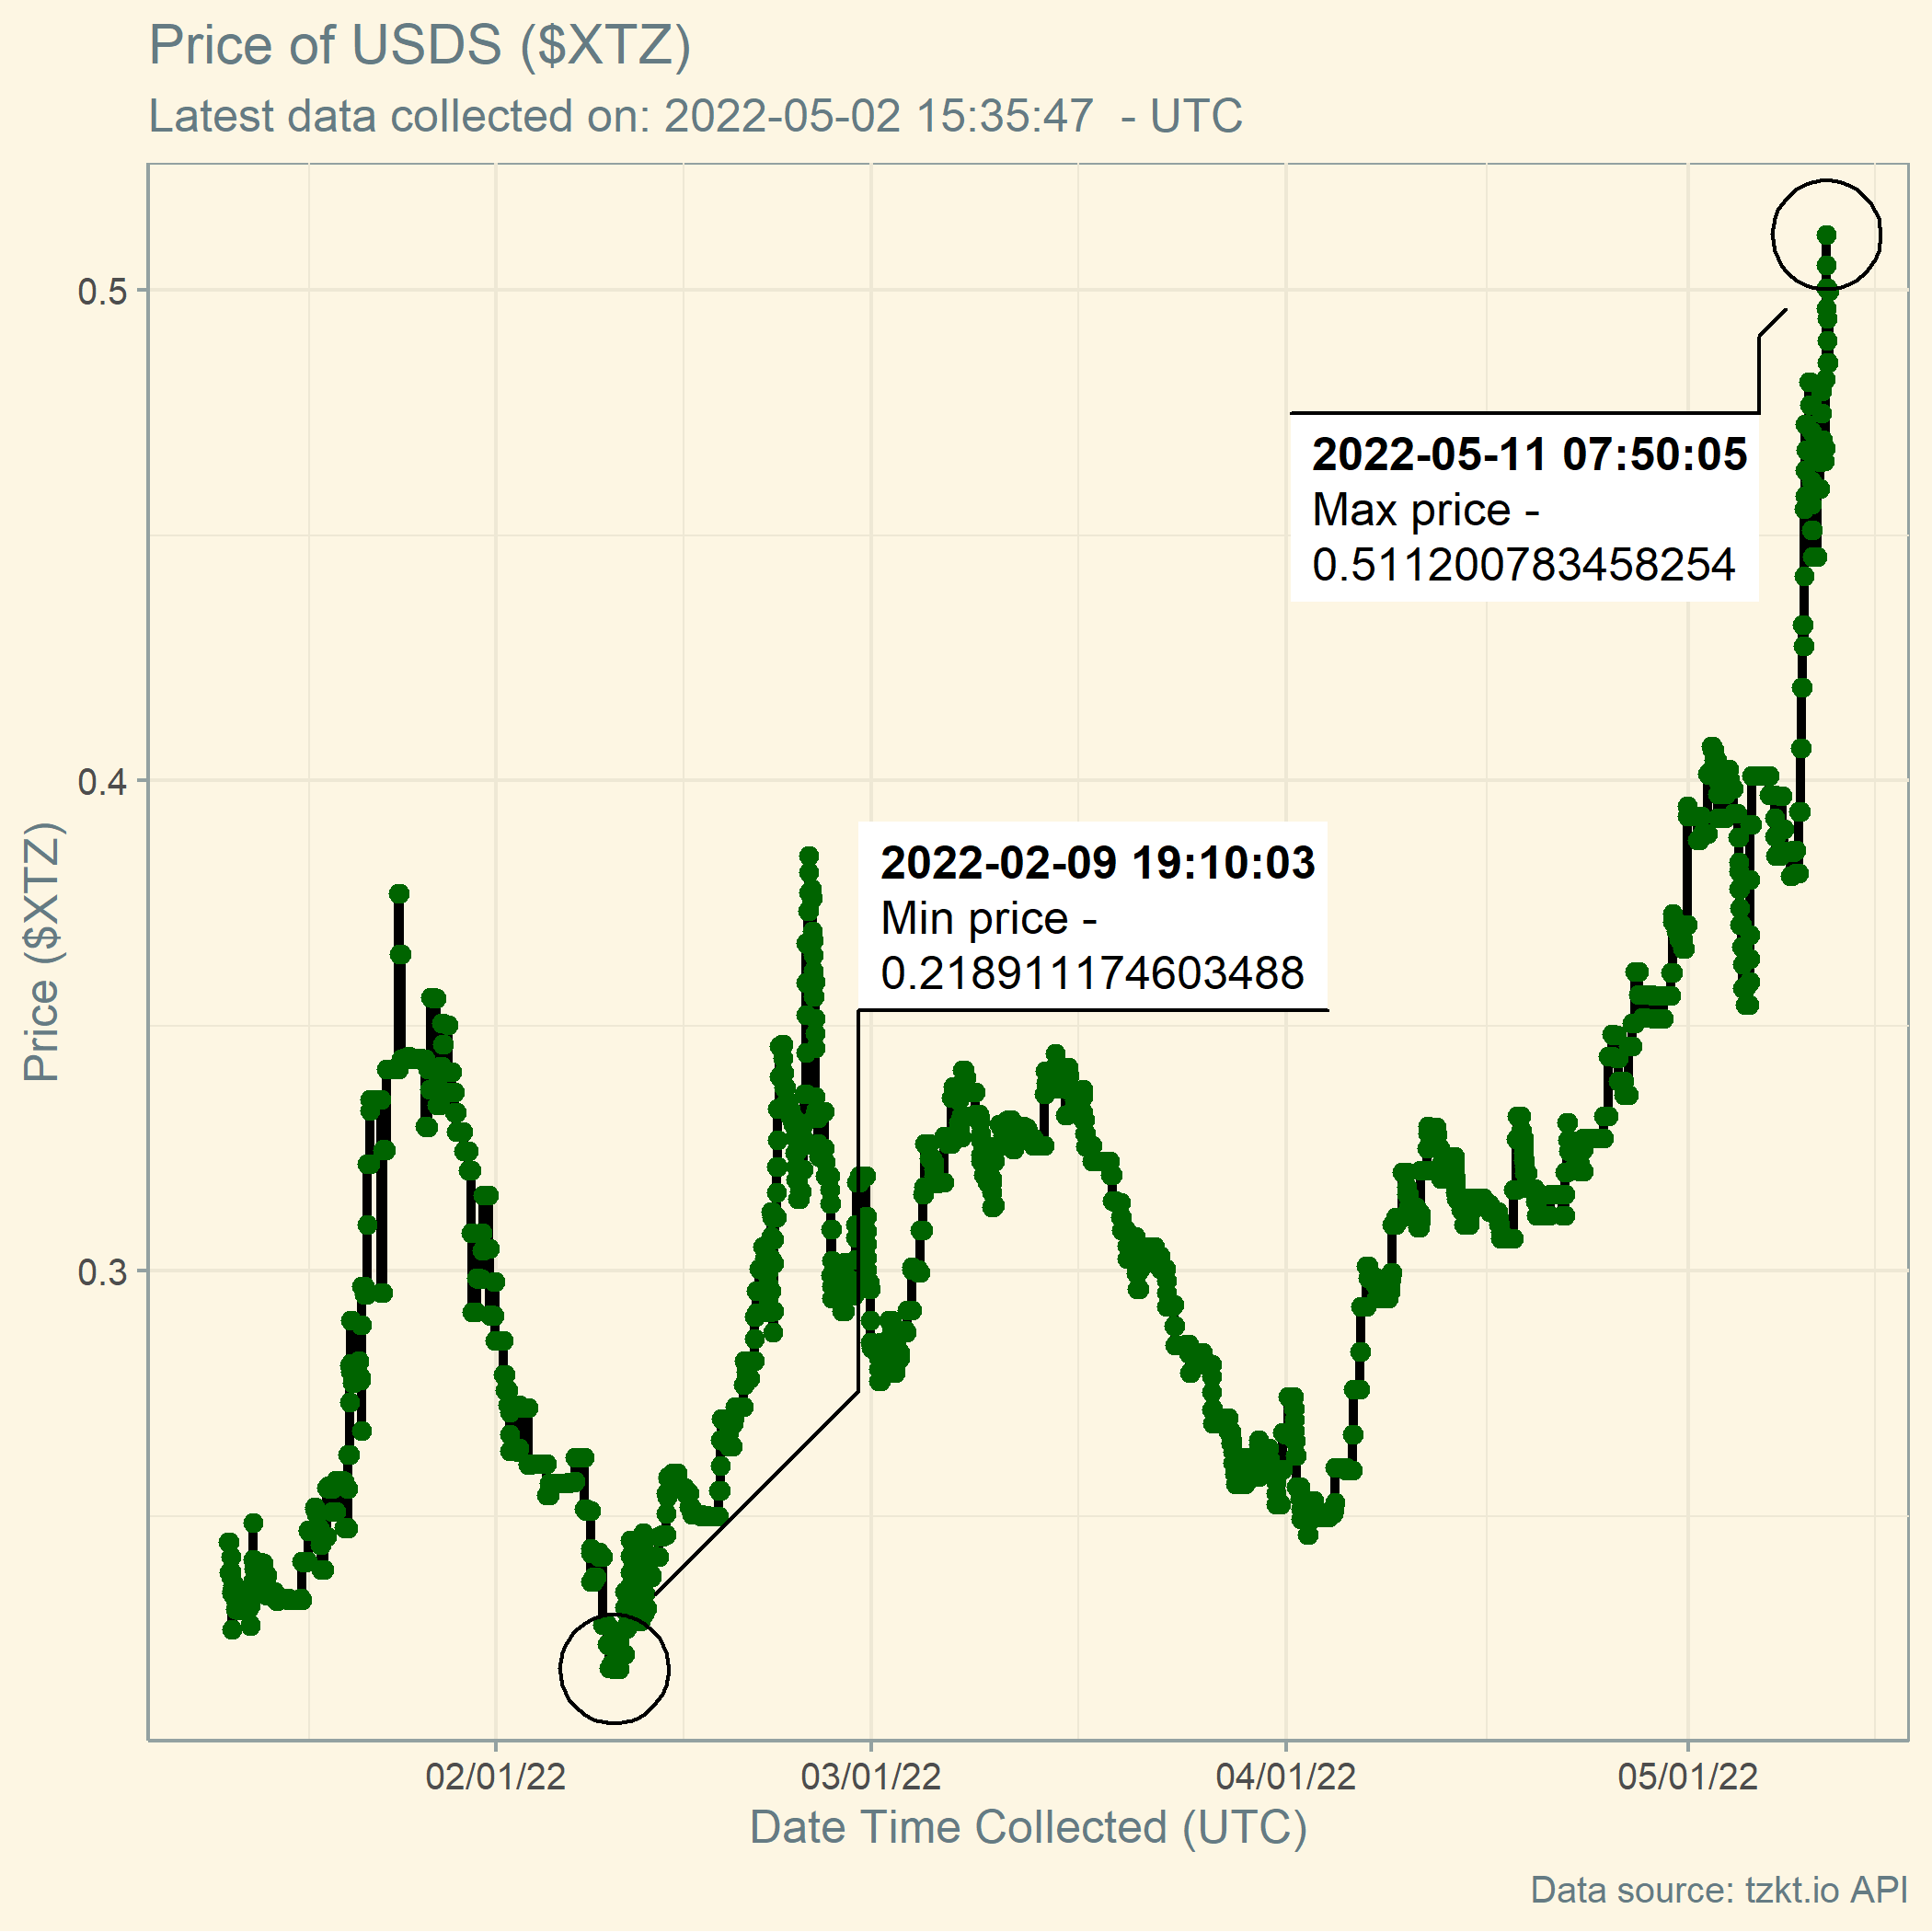 Price of USDS ($XTZ)
Latest data collected on: 2022-05-02 15:35:47  - UTC
Price ($XTZ)
0.5
0.4
0.3
2022-05-11 07:50:05
Max price -
0.511200783458254
2022-02-09 19:10:03
Min price -
0.218911174603488
02/01/22
03/01/22
04/01/22
05/01/22
Date Time Collected (UTC)
Data source: tzkt.io API